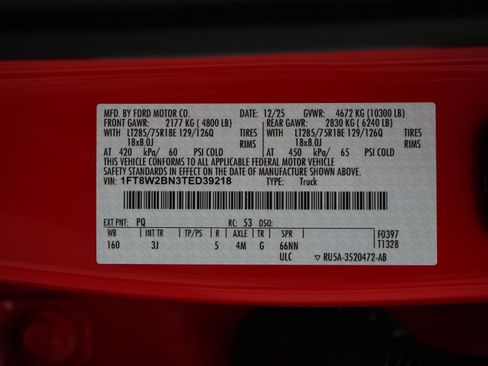 MFD. BY FORD MOTOR CO. 12/25 GVWR: 4672 KG (10300 LB)
FRONT GAWR: 2177 KG (4800 LB) REAR GAWR: 2830 KG (6240 LB)
WITH LT285/75R18E 129/126Q TIRES WITH LT285/75R18E 129/126Q TIRES
18x8.0J RIMS 18x8.0J RIMS
AT 420 kPa/ 60 PSI COLD AT 450 kPa/ 65 PSI COLD
THIS VEHICLE CONFORMS TO ALL APPLICABLE FEDERAL MOTOR VEHICLE
SAFETY STANDARDS IN EFFECT ON THE DATE OF MANUFACTURE SHOWN ABOVE.
VIN: 1FT8W2BN3TED39218 TYPE: Truck
EXT PNT: PQ RC: 53 DSO:
WB INT TR TP/PS R AXLE TR SPR F0397
160 3J 5 4M G 66NN T1328
ULC ▽ RU5A-3520472-AB